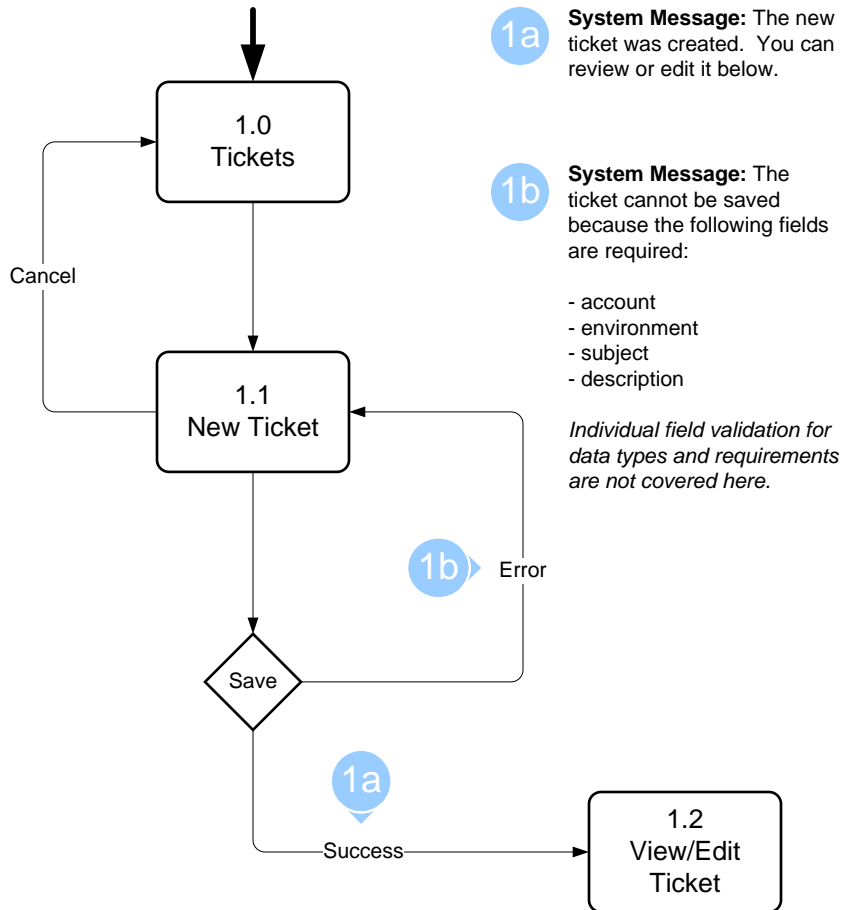 1a
System Message: The new
ticket was created.  You can
review or edit it below.
1.0
Tickets
1b
System Message: The
ticket cannot be saved
because the following fields
are required:
- account
- environment
- subject
- description
Individual field validation for
data types and requirements
are not covered here.
Cancel
1.1
New Ticket
1b
Error
Save
1a
Success
1.2
View/Edit
Ticket